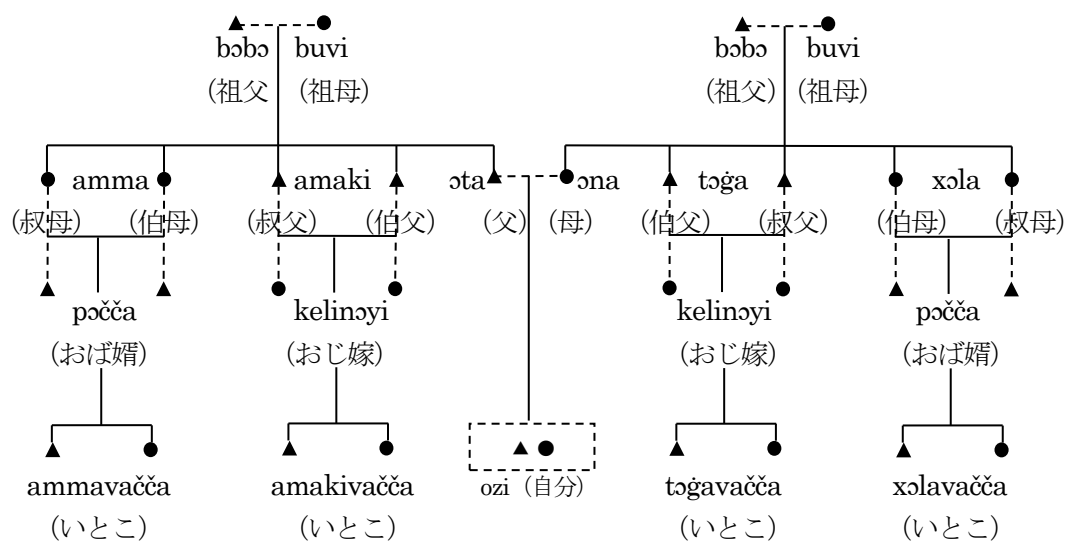 bɔbɔ buvi bɔbɔ buvi
(祖父 (祖母) (祖父) (祖母)
amma amaki ɔta ɔna tɔġa xɔla
(叔母) (伯母) (叔父) (伯父) (父) (母) (伯父) (叔父) (伯母) (叔母)
pɔčča kelinɔyi kelinɔyi pɔčča
(おば婿) (おじ嫁) (おじ嫁) (おば婿)
ammavačča amakivačča ozi (自分) tɔġavačča xɔlavačča
(いとこ) (いとこ) (いとこ) (いとこ)